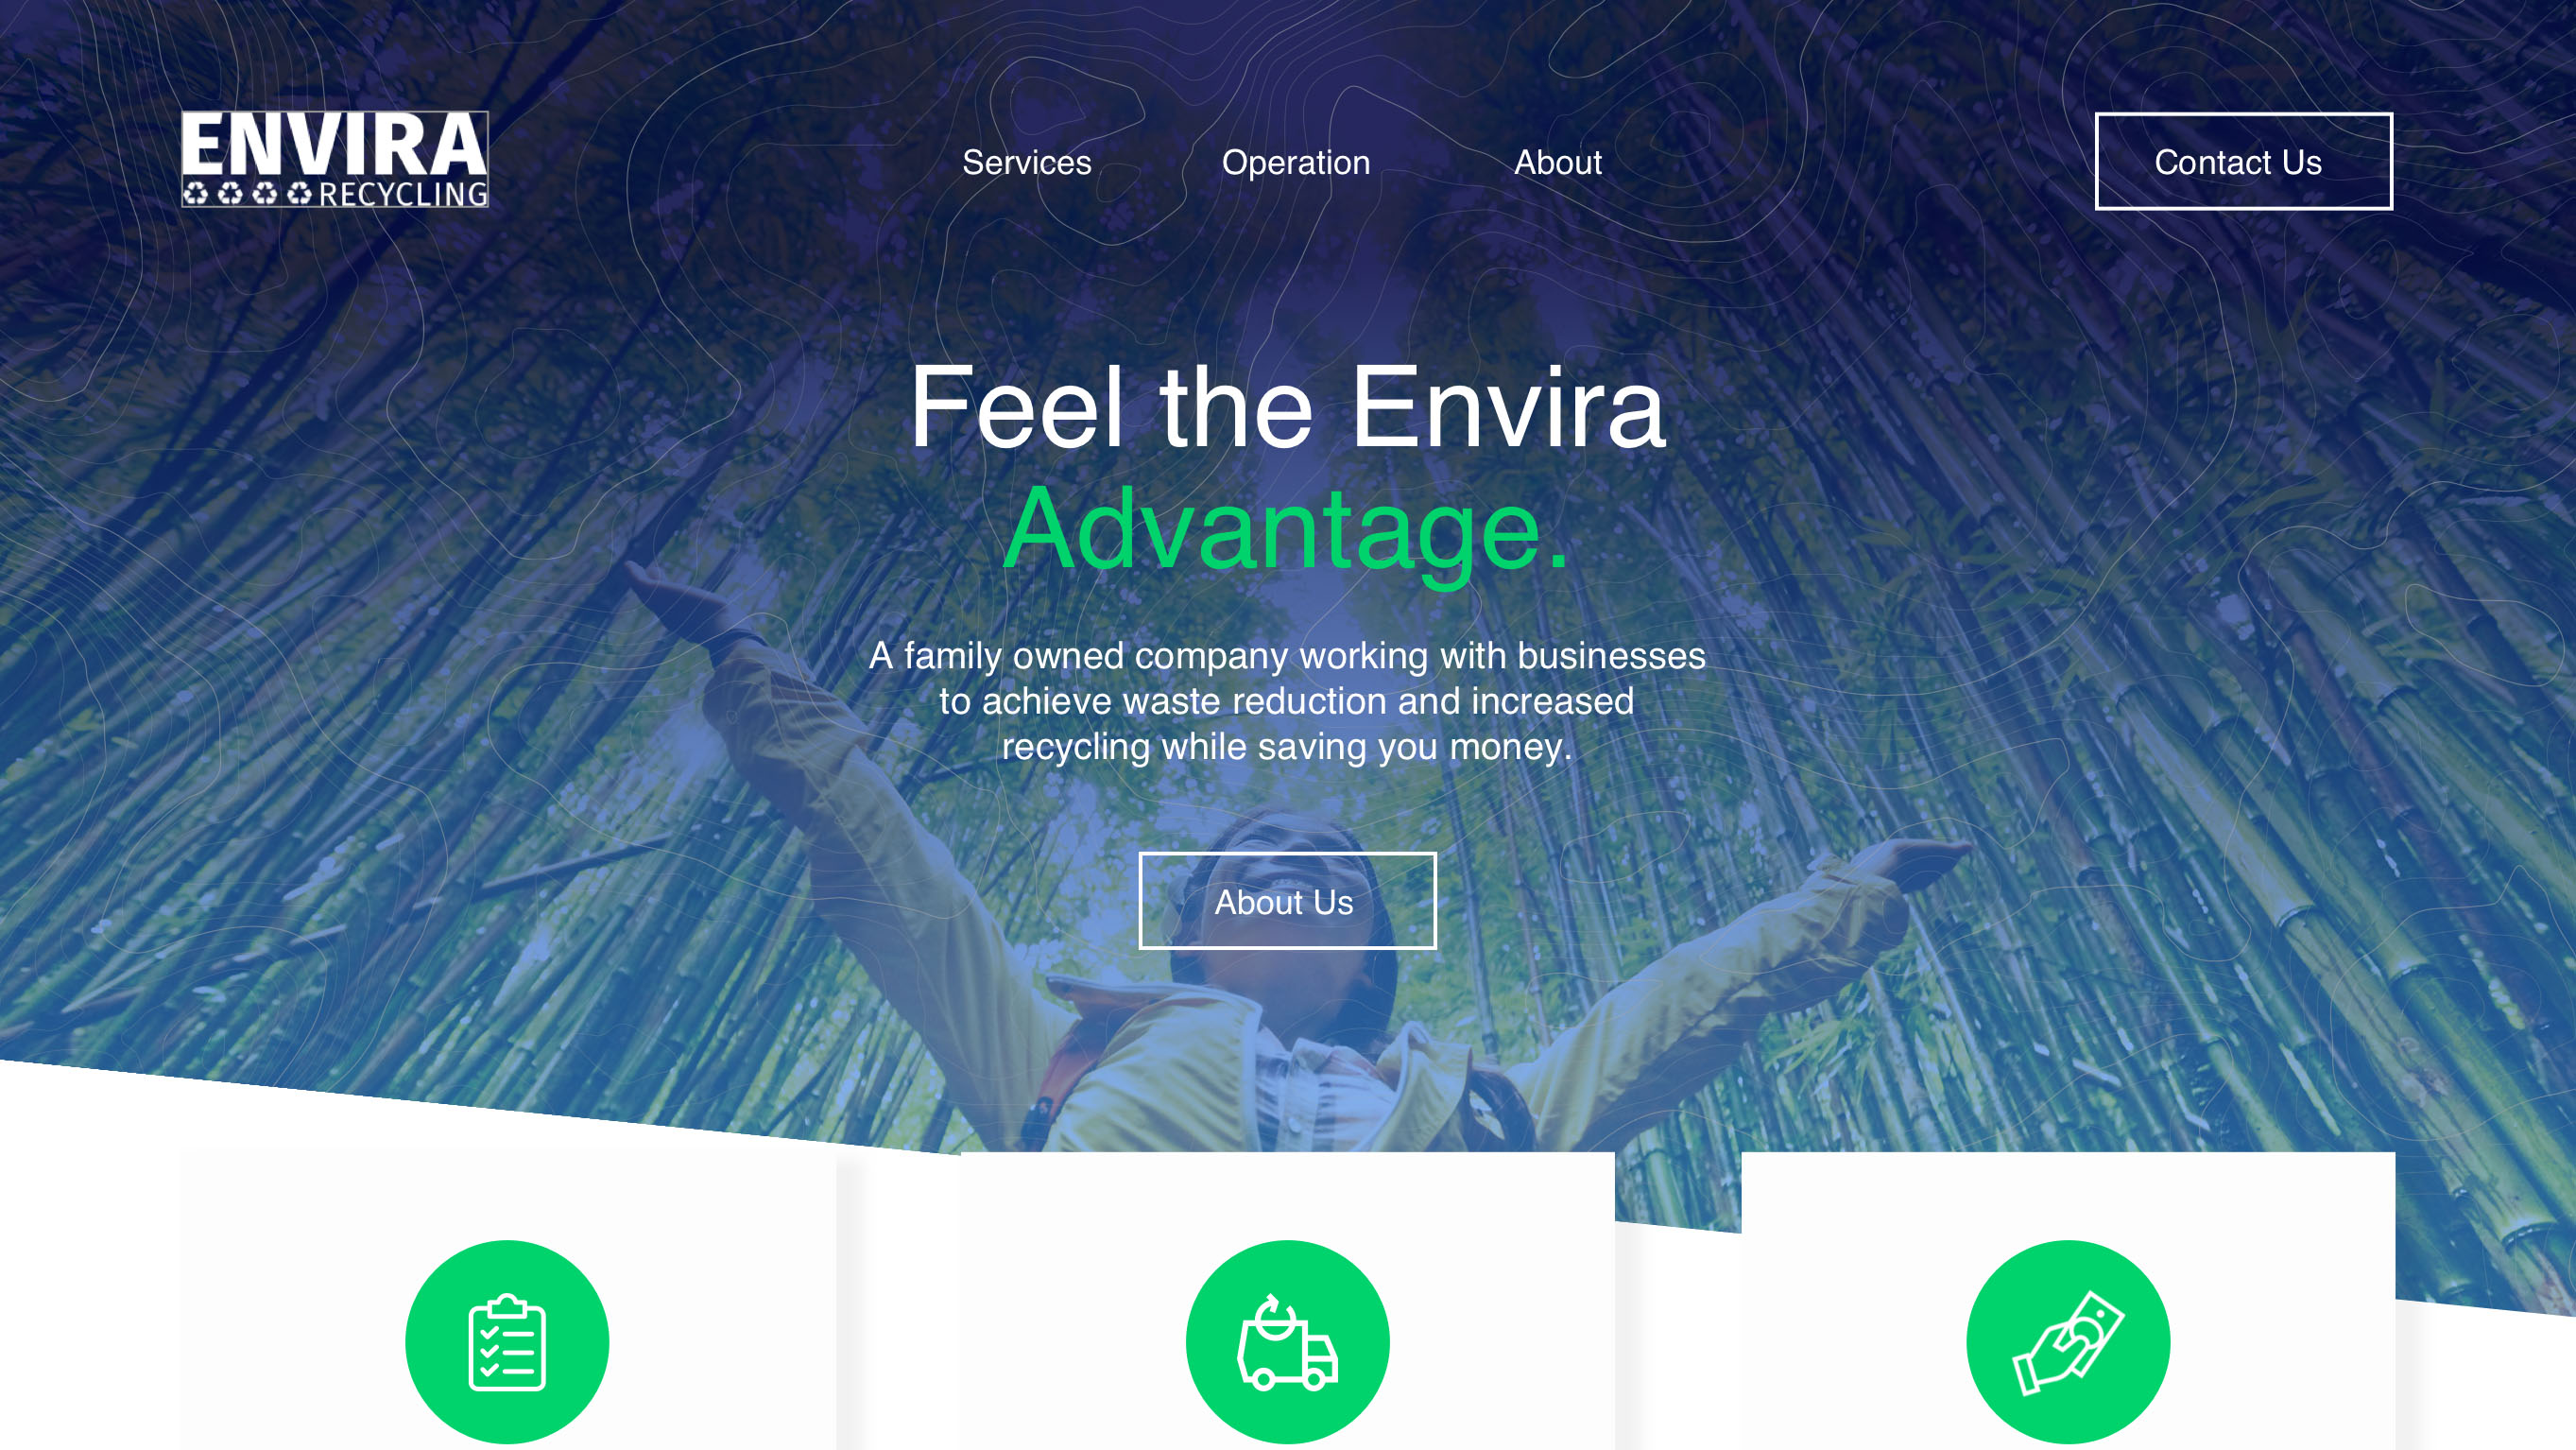 ENVIRA
RECYCLING
Services
Operation
About
Contact Us
Feel the Envira
Advantage.
A family owned company working with businesses
to achieve waste reduction and increased
recycling while saving you money.
About Us